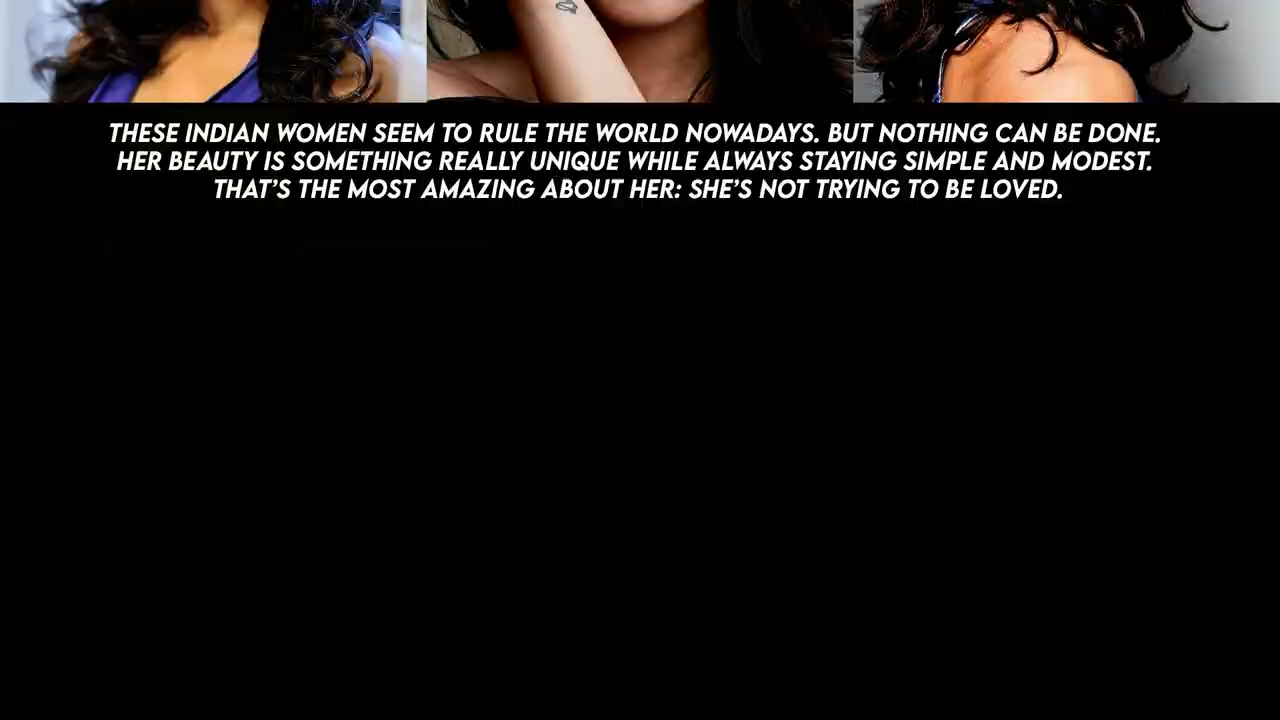 THESE INDIAN WOMEN SEEM TO RULE THE WORLD NOWADAYS. BUT NOTHING CAN BE DONE.
HER BEAUTY IS SOMETHING REALLY UNIQUE WHILE ALWAYS STAYING SIMPLE AND MODEST.
THAT'S THE MOST AMAZING ABOUT HER: SHE'S NOT TRYING TO BE LOVED.